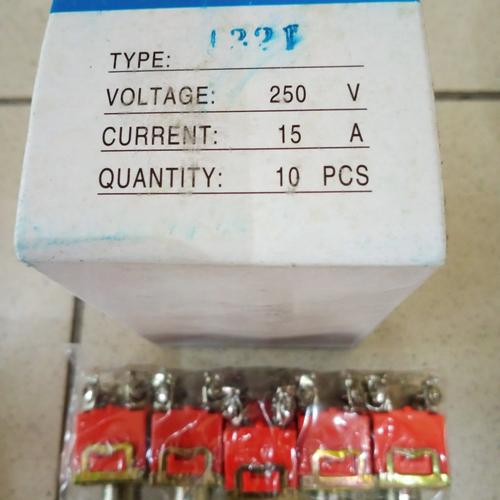 TYPE:
VOLTAGE: 250 V
CURRENT: 15 A
QUANTITY: 10 PCS